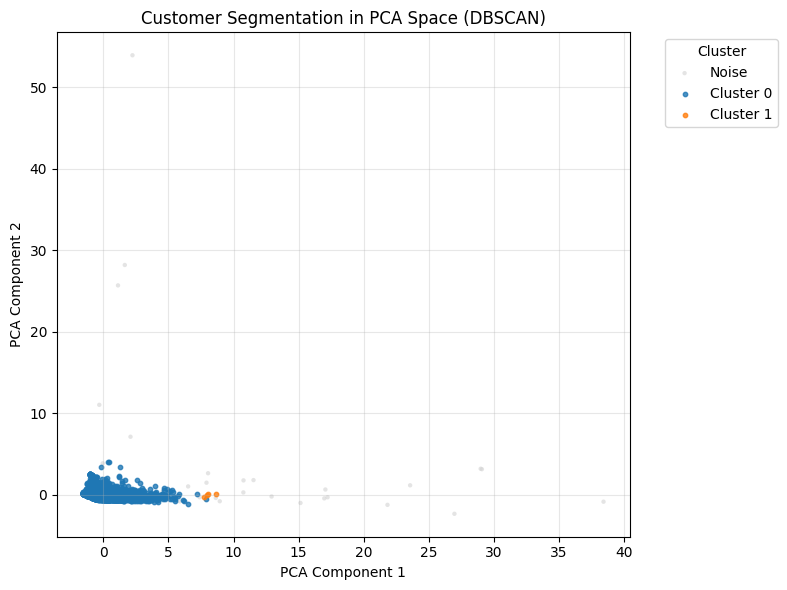 Customer Segmentation in PCA Space (DBSCAN)
Cluster
Noise
Cluster 0
Cluster 1
PCA Component 2
50
40
30
20
10
0
0 5 10 15 20 25 30 35 40
PCA Component 1